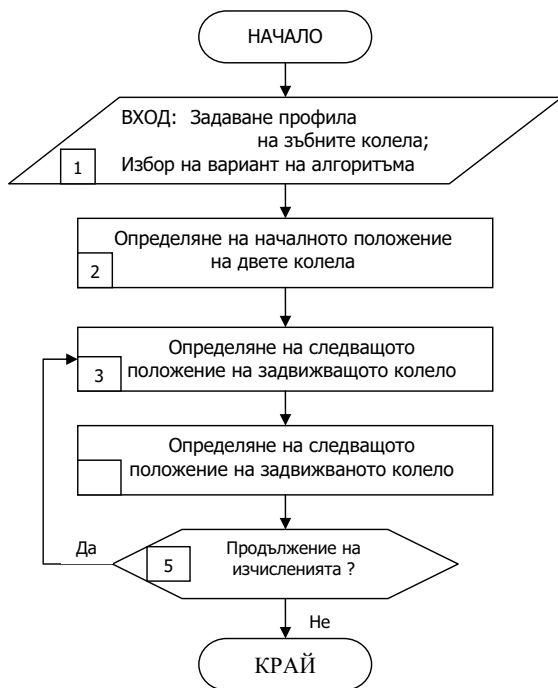 НАЧАЛО
ВХОД: Задаване профила
на зъбните колела;
Избор на вариант на алгоритъма
1
Определяне на началното положение
на двете колела
2
Определяне на следващото
положение на задвижващото колело
3
Определяне на следващото
положение на задвижваното колело
Да
5
Продължение на
изчисленията ?
Не
КРАЙ